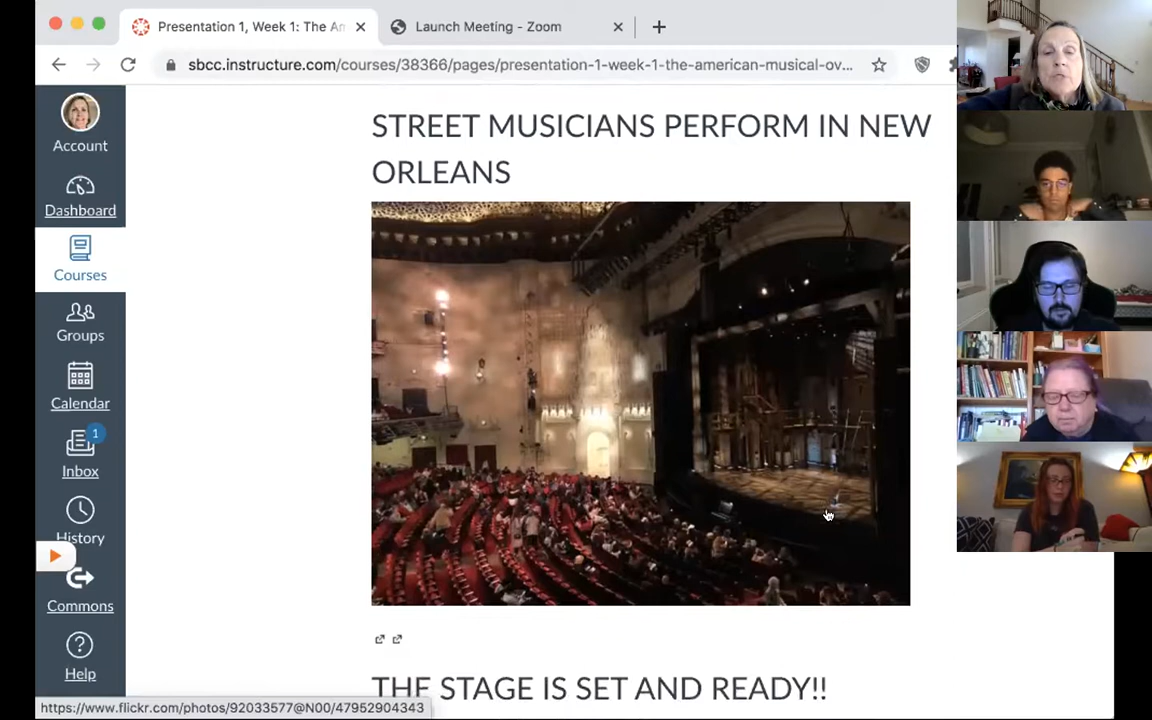 Presentation 1, Week 1: The Am
Launch Meeting - Zoom
sbcc.instructure.com/courses/38366/pages/presentation-1-week-1-the-american-musical-ov...
Account
Dashboard
Courses
Groups
Calendar
1
Inbox
History
Commons
Help
STREET MUSICIANS PERFORM IN NEW
ORLEANS
THE STAGE IS SET AND READY!!
https://www.flickr.com/photos/92033577@N00/47952904343